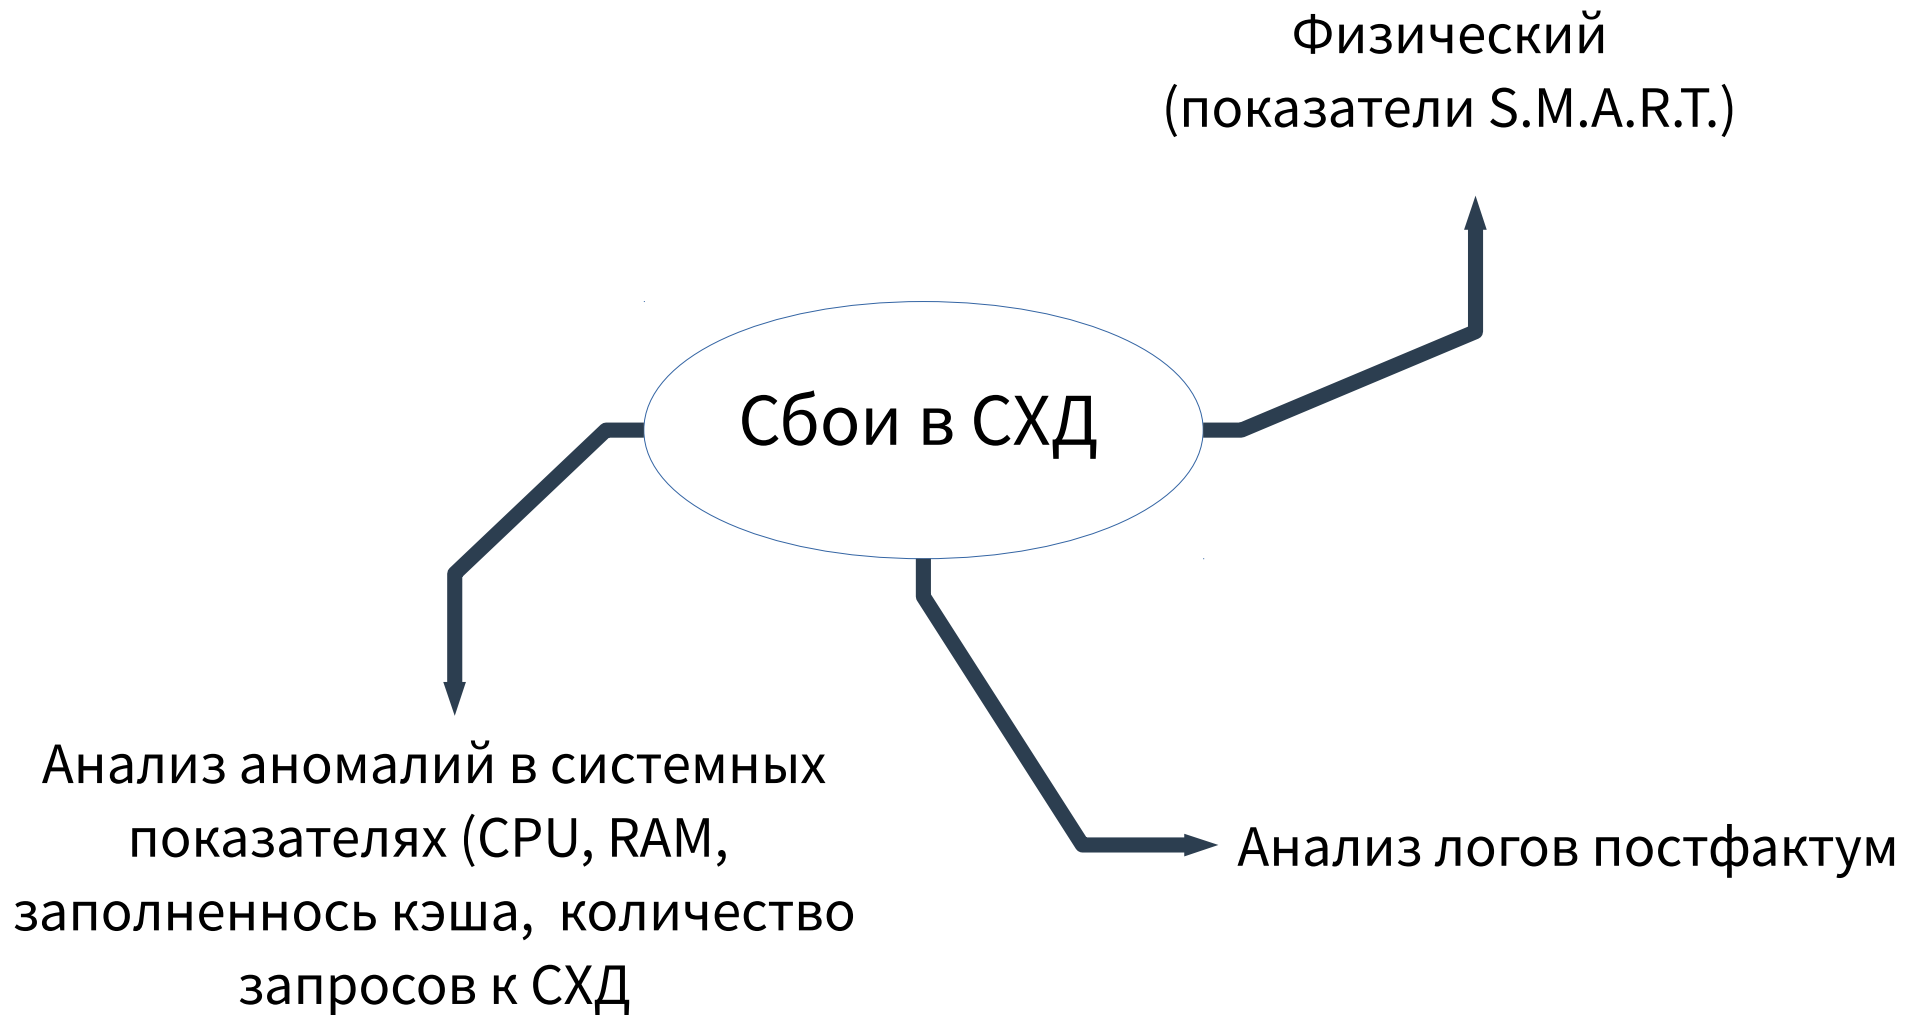 Физический
(показатели S.M.A.R.T.)
Сбои в СХД
Анализ аномалий в системных
показателях (CPU, RAM,
заполненнось кэша,  количество
запросов к СХД
Анализ логов постфактум